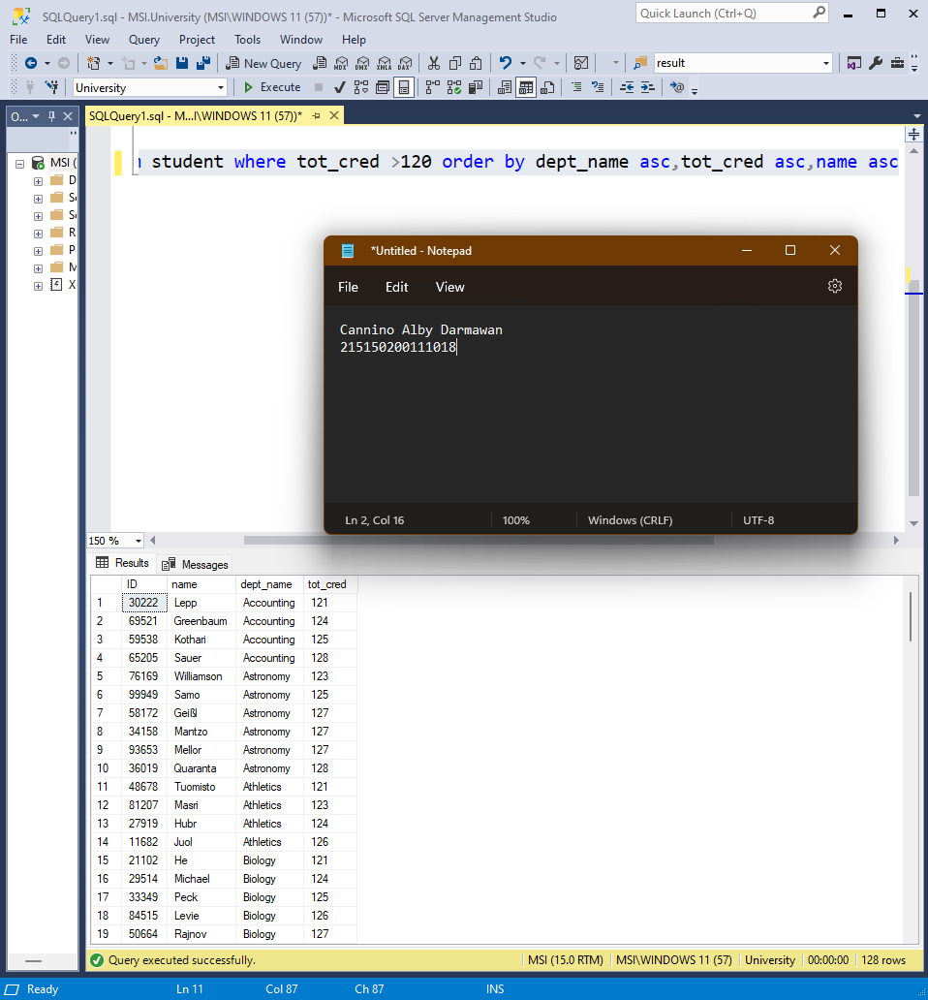 SQLQuery1.sql - MSI.University (MSI\WINDOWS 11 (57))* - Microsoft SQL Server Management Studio
Quick Launch (Ctrl+Q)
File Edit View Query Project Tools Window Help
New Query MDX DMX XMLA DAX result
University Execute
O... SQLQuery1.sql - M...I\WINDOWS 11 (57))*
MSI (
D
Se
Se
R
P
M
X
student where tot_cred >120 order by dept_name asc,tot_cred asc,name asc
*Untitled - Notepad
File Edit View
Cannino Alby Darmawan
215150200111018
Ln 2, Col 16 100% Windows (CRLF) UTF-8
150 %
Results Messages
ID name dept_name tot_cred
1 30222 Lepp Accounting 121
2 69521 Greenbaum Accounting 124
3 59538 Kothari Accounting 125
4 65205 Sauer Accounting 128
5 76169 Williamson Astronomy 123
6 99949 Samo Astronomy 125
7 58172 Geißl Astronomy 127
8 34158 Mantzo Astronomy 127
9 93653 Mellor Astronomy 127
10 36019 Quaranta Astronomy 128
11 48678 Tuomisto Athletics 121
12 81207 Masri Athletics 123
13 27919 Hubr Athletics 124
14 11682 Juol Athletics 126
15 21102 He Biology 121
16 29514 Michael Biology 124
17 33349 Peck Biology 125
18 84515 Levie Biology 126
19 50664 Rajnov Biology 127
Query executed successfully. MSI (15.0 RTM) MSI\WINDOWS 11 (57) University 00:00:00 128 rows
Ready Ln 11 Col 87 Ch 87 INS